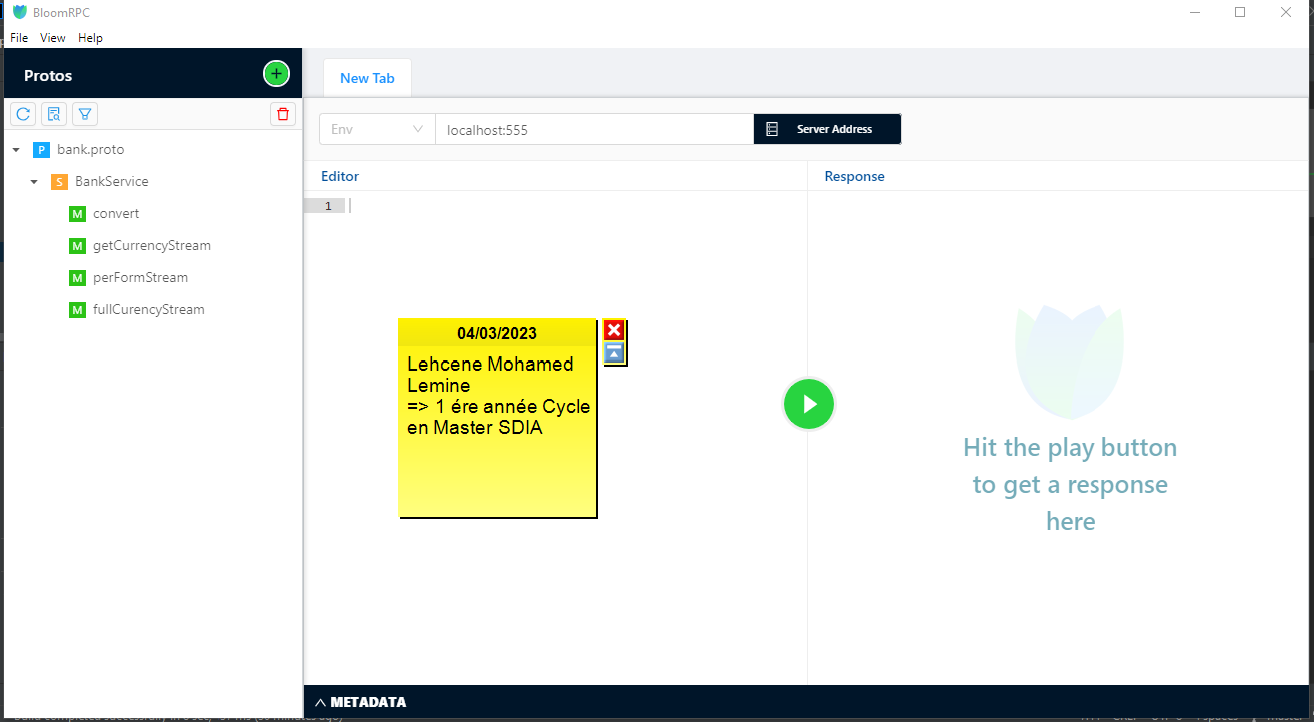 BloomRPC
File View Help
Protos
New Tab
Env
localhost:555
Server Address
P bank.proto
S BankService
M convert
M getCurrencyStream
M perFormStream
M fullCurencyStream
Editor
1
04/03/2023
Lehcene Mohamed
Lemine
=> 1 ére année Cycle
en Master SDIA
Response
Hit the play button
to get a response
here
METADATA